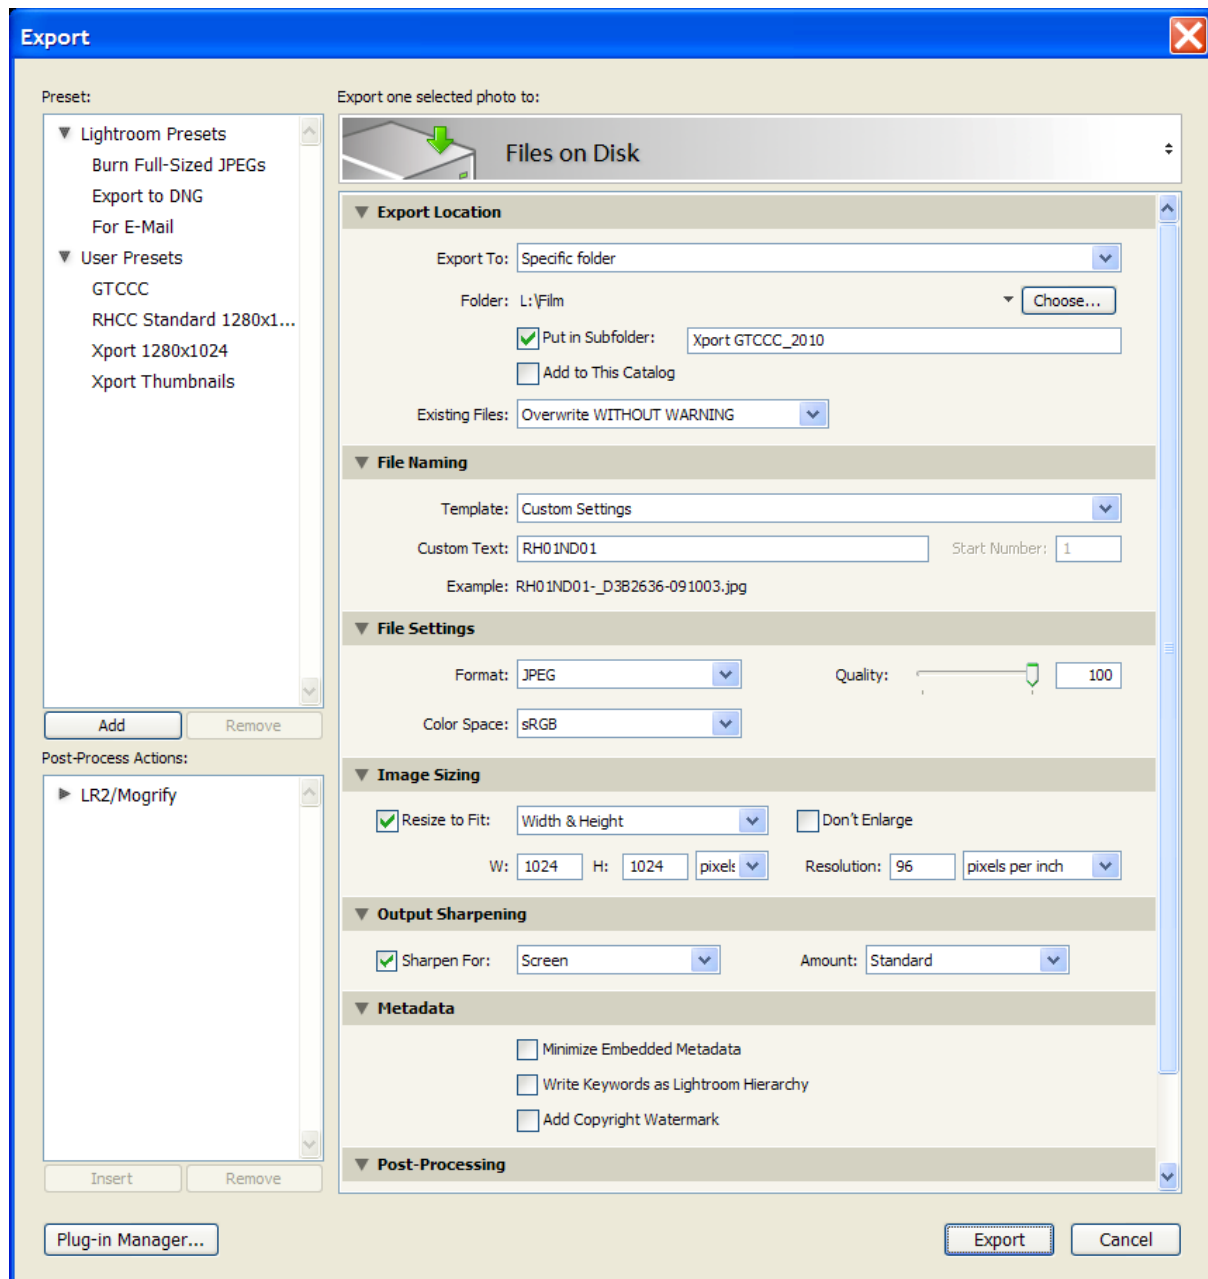 Export
Preset:
Export one selected photo to:
Lightroom Presets
Burn Full-Sized JPEGs
Export to DNG
For E-Mail
User Presets
GTCCC
RHCC Standard 1280x1...
Xport 1280x1024
Xport Thumbnails
Add Remove
Post-Process Actions:
LR2/Mogrify
Insert Remove
Files on Disk
Export Location
Export To: Specific folder
Folder: L:\Film Choose...
Put in Subfolder: Xport GTCCC_2010
Add to This Catalog
Existing Files: Overwrite WITHOUT WARNING
File Naming
Template: Custom Settings
Custom Text: RH01ND01 Start Number: 1
Example: RH01ND01-_D3B2636-091003.jpg
File Settings
Format: JPEG Quality: 100
Color Space: sRGB
Image Sizing
Resize to Fit: Width & Height Don't Enlarge
W: 1024 H: 1024 pixels Resolution: 96 pixels per inch
Output Sharpening
Sharpen For: Screen Amount: Standard
Metadata
Minimize Embedded Metadata
Write Keywords as Lightroom Hierarchy
Add Copyright Watermark
Post-Processing
Plug-in Manager... Export Cancel